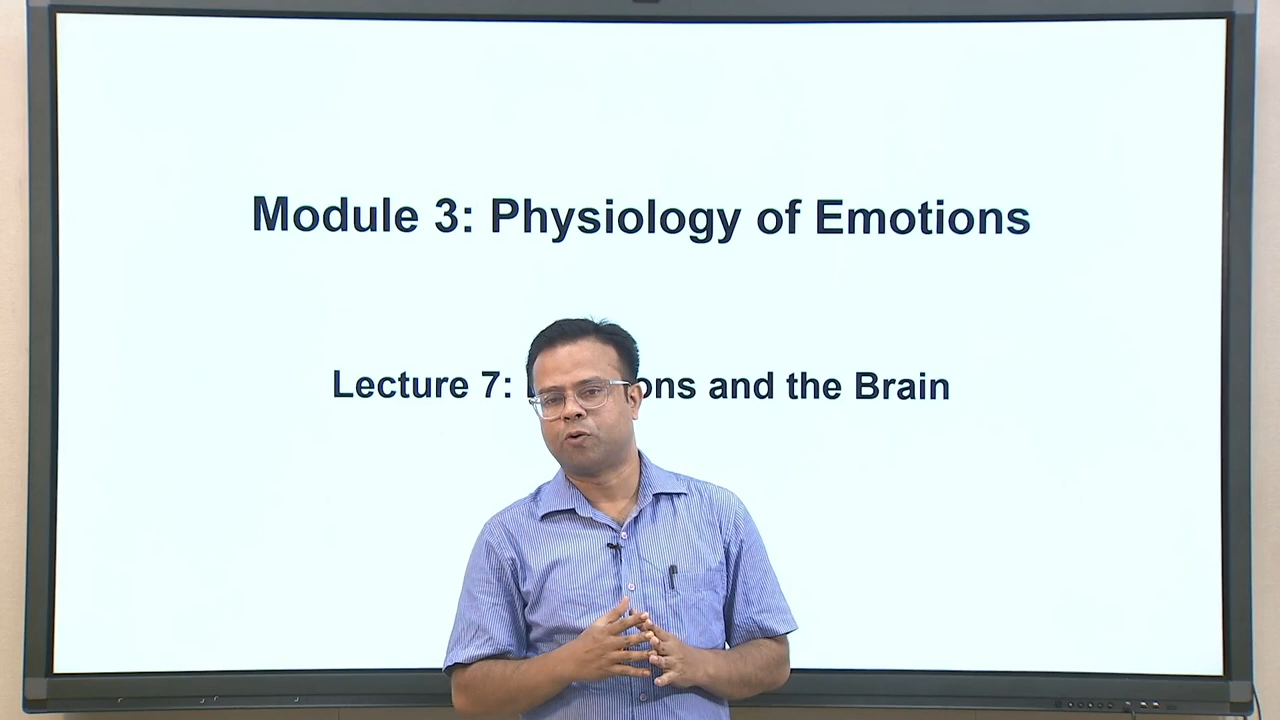 Module 3: Physiology of Emotions
Lecture 7: and the Brain